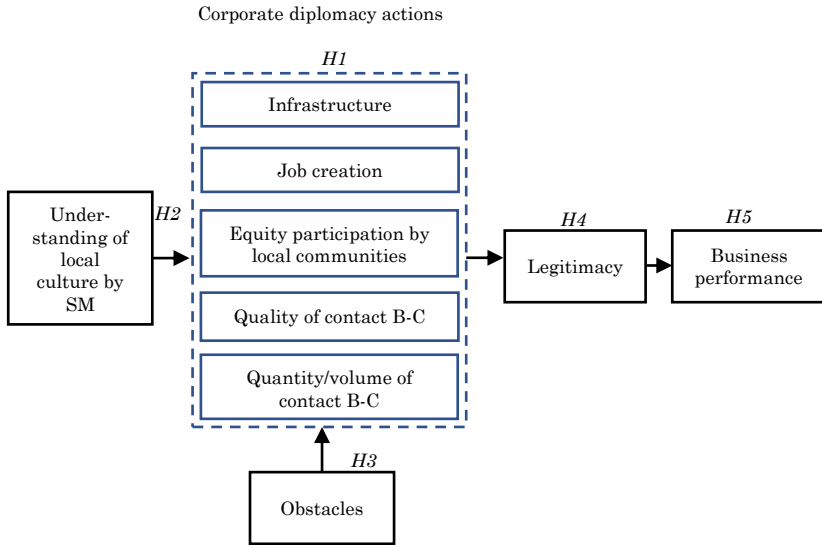 Corporate diplomacy actions
H1
Infrastructure
Job creation
H2
Under-
standing of
local
culture by
SM
Equity participation by
local communities
H4
Legitimacy
H5
Business
performance
Quality of contact B-C
Quantity/volume of
contact B-C
H3
Obstacles